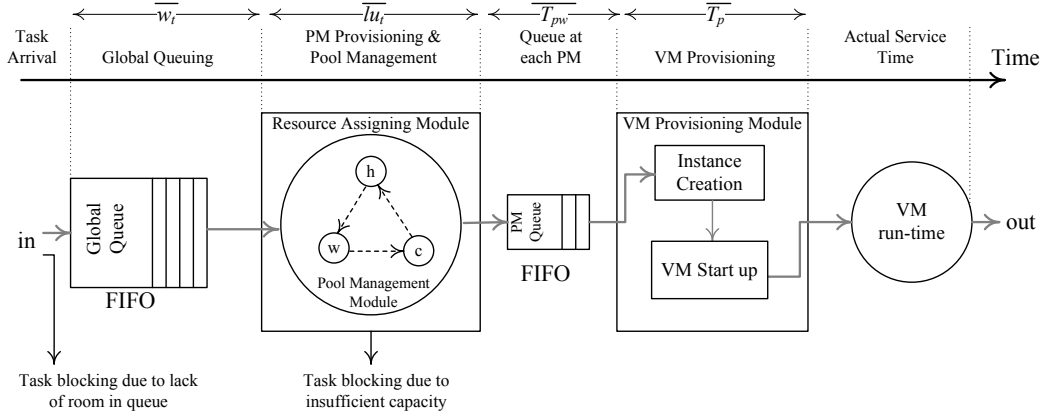 w_t
lu_t
T_pw
T_p
Task
Arrival
Global Queuing
PM Provisioning &
Pool Management
Queue at
each PM
VM Provisioning
Actual Service
Time
Time
Resource Assigning Module
h
w
c
Pool Management
Module
VM Provisioning Module
Instance
Creation
VM Start up
in
Global
Queue
FIFO
PM
Queue
FIFO
VM
run-time
out
Task blocking due to lack
of room in queue
Task blocking due to
insufficient capacity